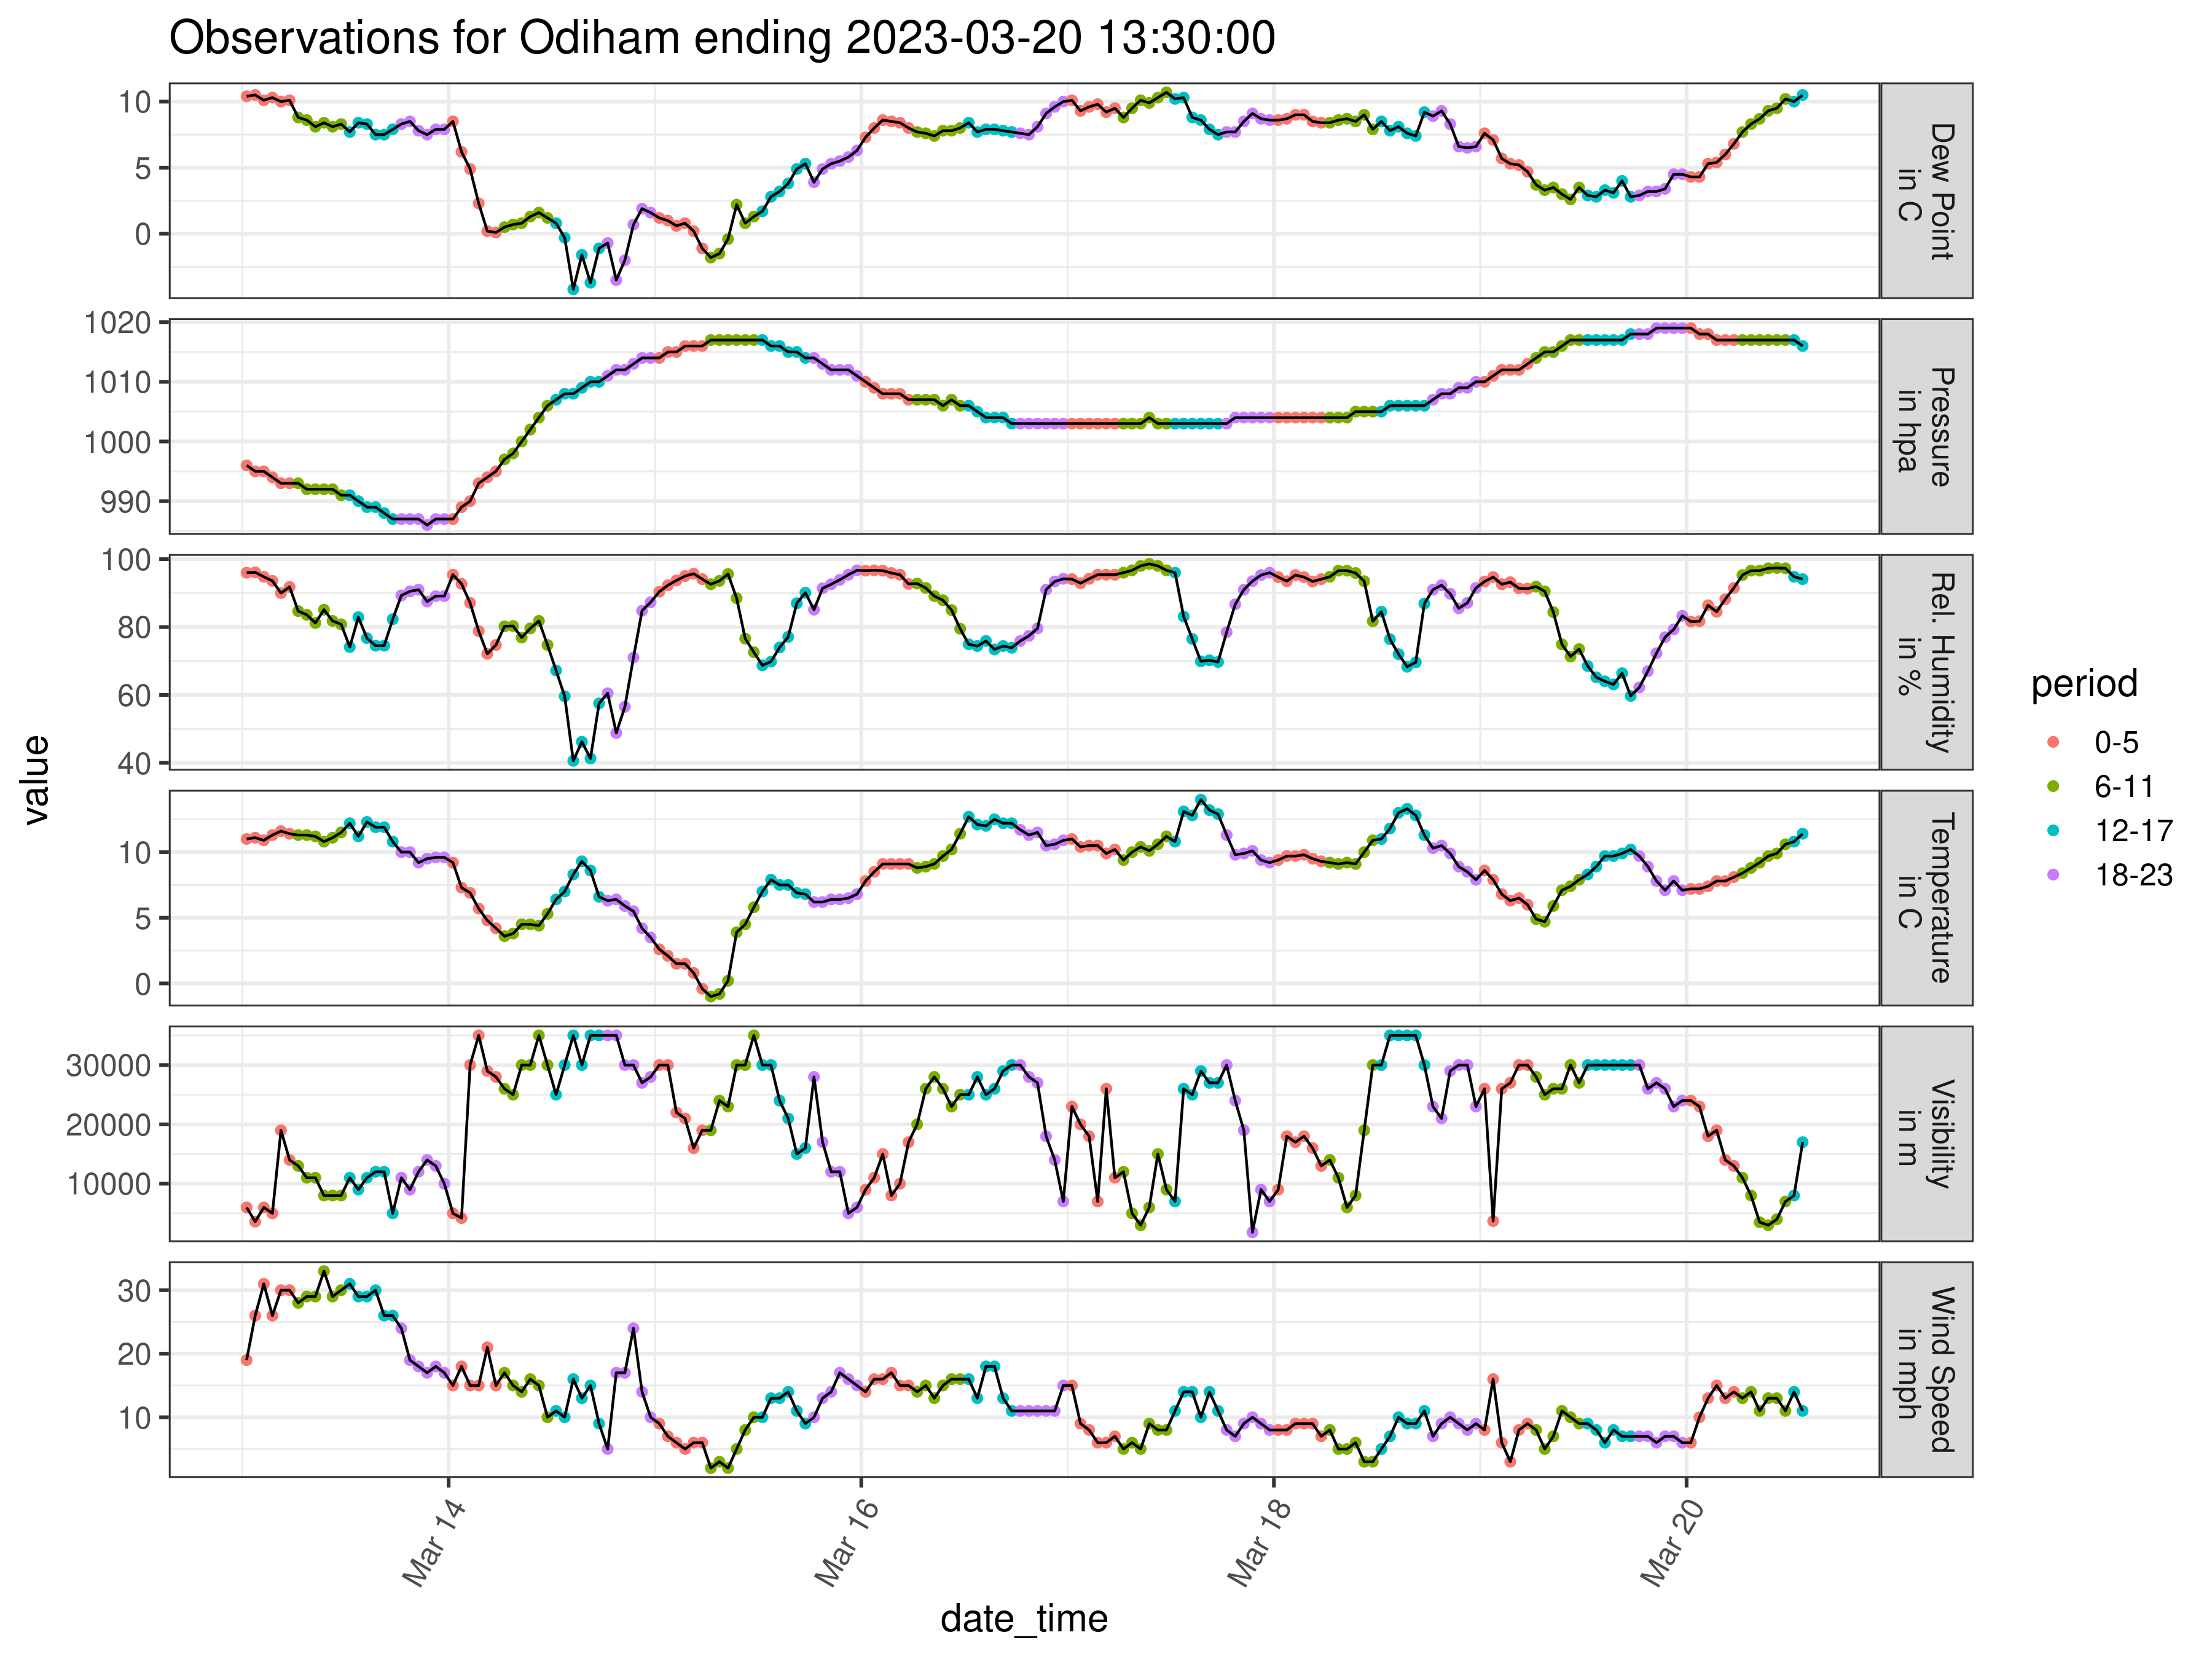 Observations for Odiham ending 2023-03-20 13:30:00
value
10
5
0
Dew Point
in C
1020
1010
1000
990
Pressure
in hpa
100
80
60
40
Rel. Humidity
in %
10
5
0
Temperature
in C
30000
20000
10000
Visibility
in m
30
20
10
Wind Speed
in mph
Mar 14
Mar 16
Mar 18
Mar 20
date_time
period
0-5
6-11
12-17
18-23